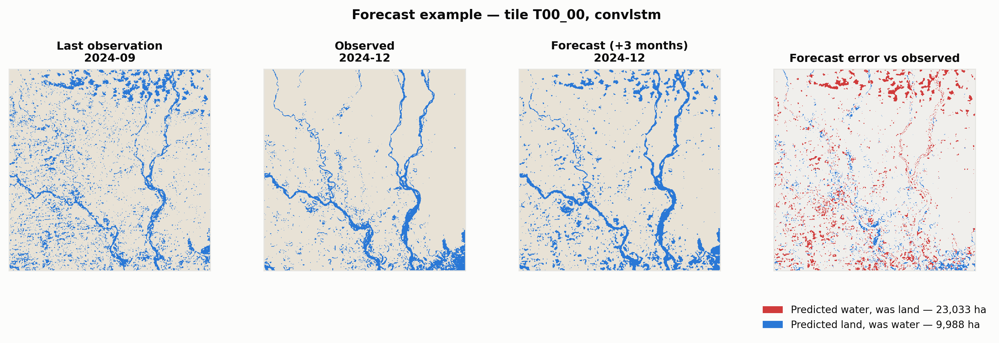 Forecast example — tile T00_00, convlstm
Last observation
2024-09
Observed
2024-12
Forecast (+3 months)
2024-12
Forecast error vs observed
Predicted water, was land — 23,033 ha
Predicted land, was water — 9,988 ha